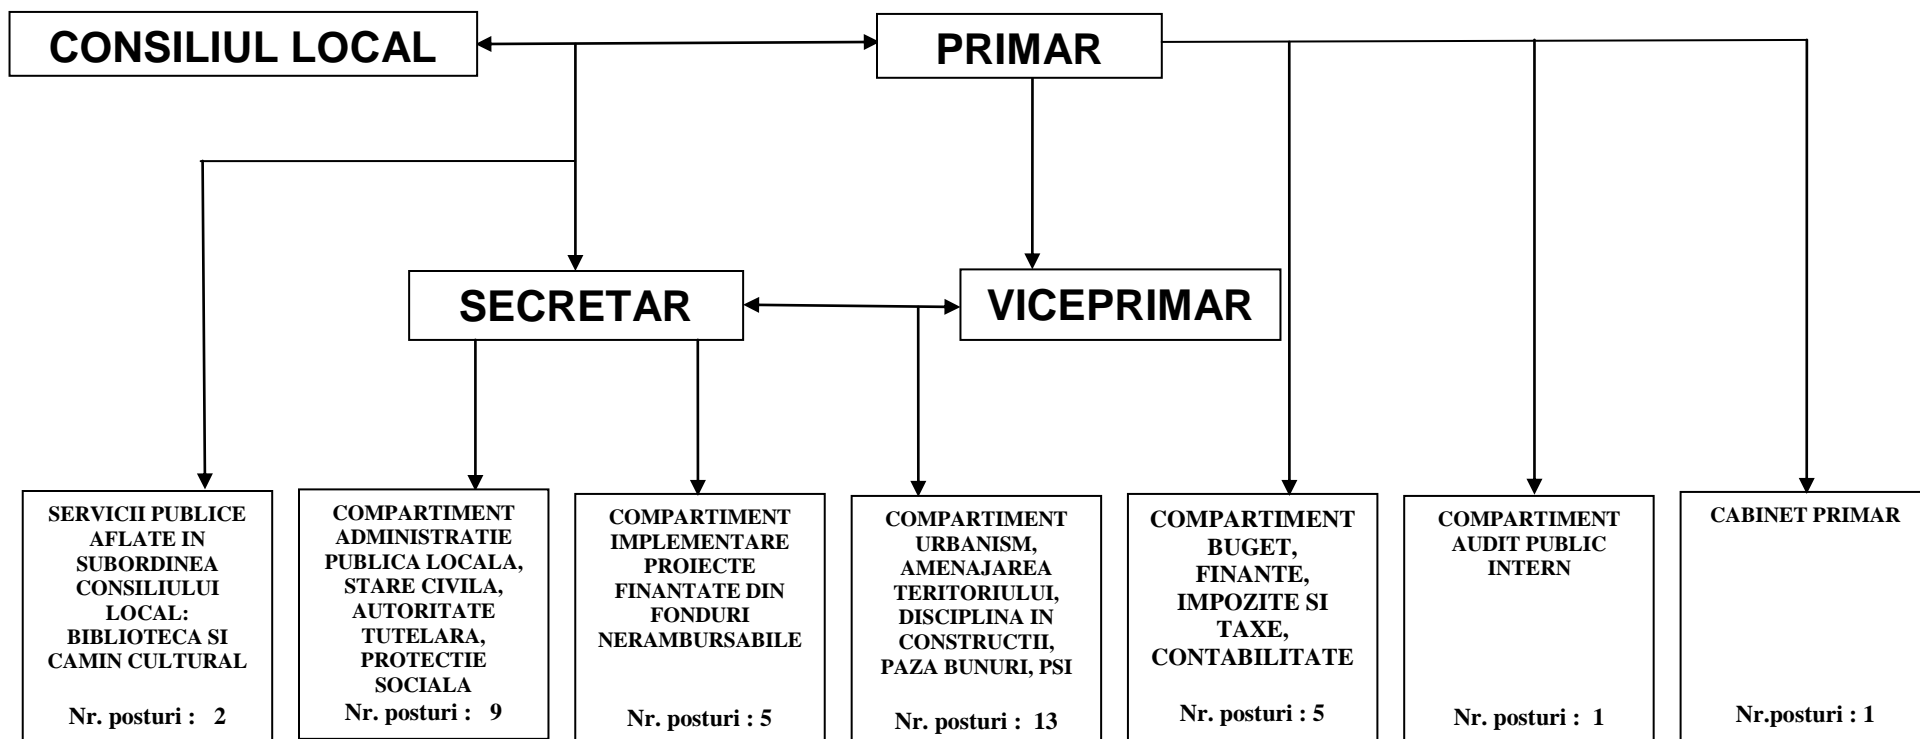 CONSILIUL LOCAL
PRIMAR
SECRETAR
VICEPRIMAR
SERVICII PUBLICE
AFLATE IN
SUBORDINEA
CONSILIULUI
LOCAL:
BIBLIOTECA SI
CAMIN CULTURAL
Nr. posturi : 2
COMPARTIMENT
ADMINISTRATIE
PUBLICA LOCALA,
STARE CIVILA,
AUTORITATE
TUTELARA,
PROTECTIE
SOCIALA
Nr. posturi : 9
COMPARTIMENT
IMPLEMENTARE
PROIECTE
FINANTATE DIN
FONDURI
NERAMBURSABILE
Nr. posturi : 5
COMPARTIMENT
URBANISM,
AMENAJAREA
TERITORIULUI,
DISCIPLINA IN
CONSTRUCTII,
PAZA BUNURI, PSI
Nr. posturi : 13
COMPARTIMENT
BUGET,
FINANTE,
IMPOZITE SI
TAXE,
CONTABILITATE
Nr. posturi : 5
COMPARTIMENT
AUDIT PUBLIC
INTERN
Nr. posturi : 1
CABINET PRIMAR
Nr.posturi : 1